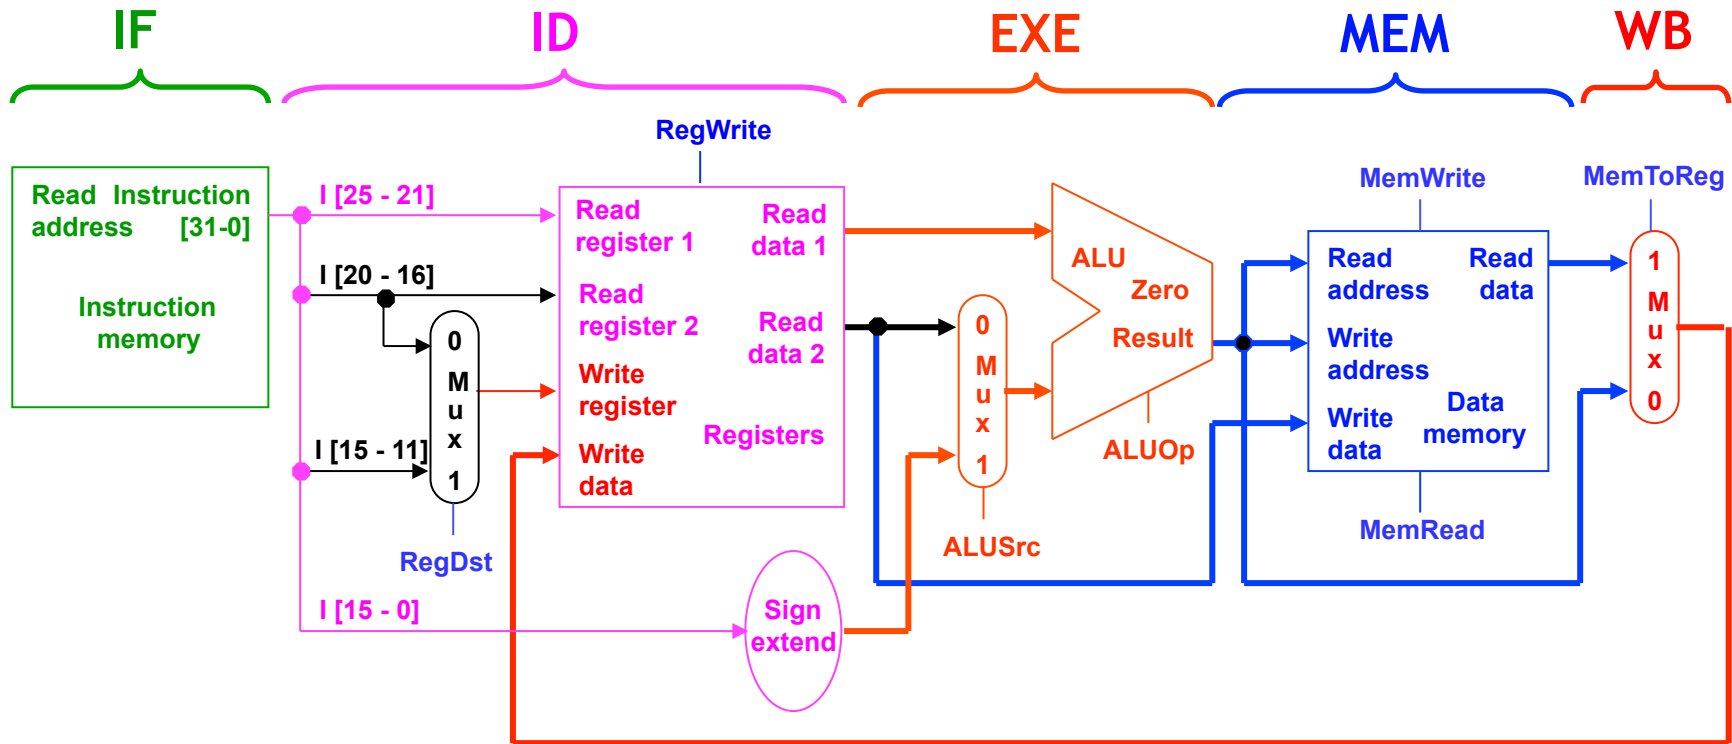 IF
ID
EXE
MEM
WB
RegWrite
MemWrite
MemToReg
Read Instruction
address [31-0]
Instruction
memory
I [25 - 21]
I [20 - 16]
I [15 - 11]
I [15 - 0]
0
M
u
x
1
RegDst
Read
register 1
Read
data 1
Read
register 2
Read
data 2
Write
register
Registers
Write
data
Sign
extend
0
M
u
x
1
ALUSrc
ALU
Zero
Result
ALUOp
Read
address
Read
data
Write
address
Data
memory
Write
data
MemRead
1
M
u
x
0